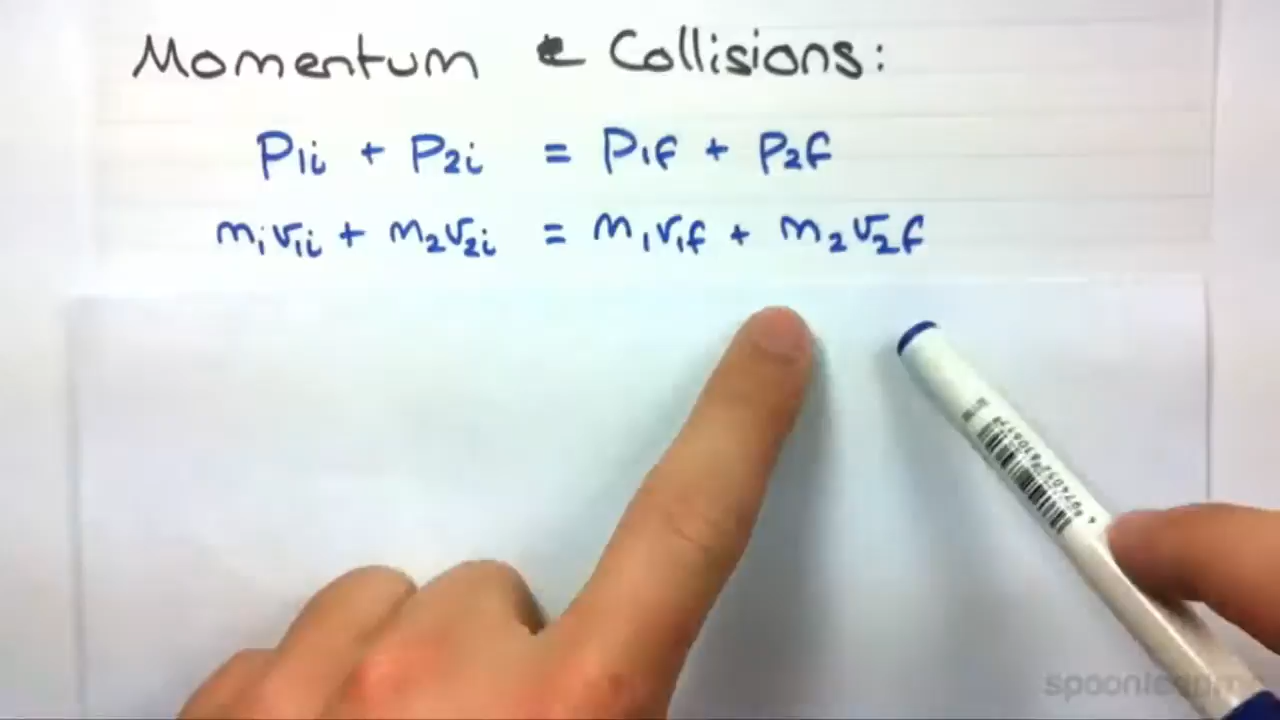 Momentum & Collisions:
P1i + P2i = P1f + P2f
m1v1i + m2v2i = m1v1f + m2v2f